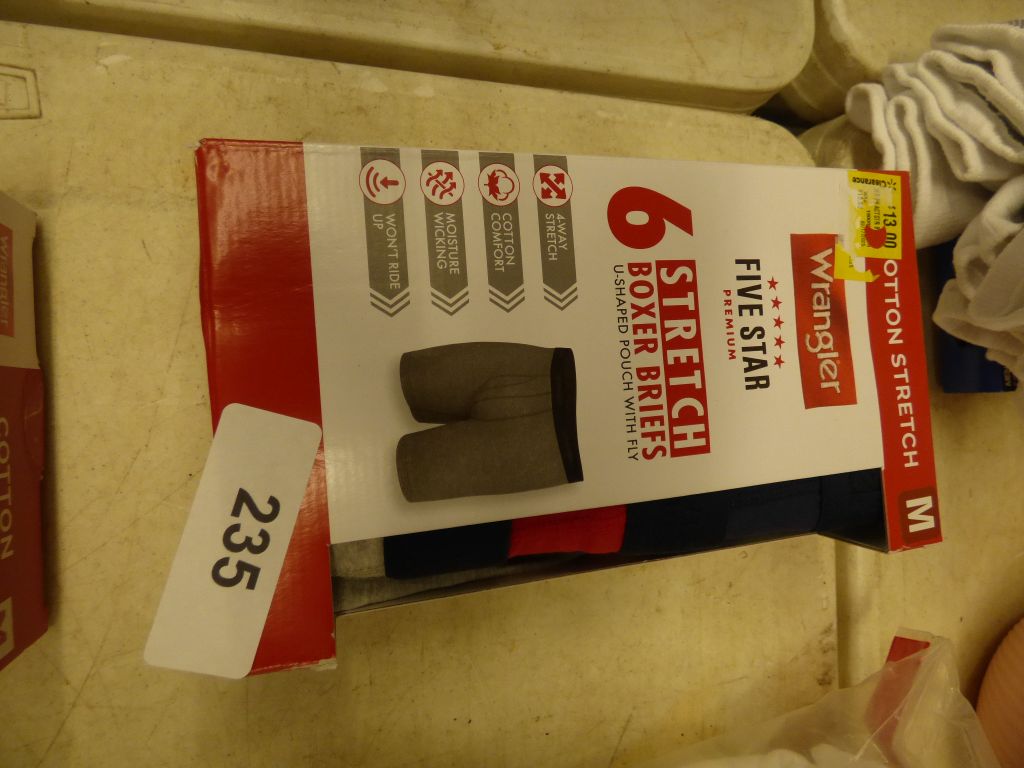 COTTON STRETCH
M
Clearance
$13.00
Wrangler
FIVE STAR
PREMIUM
6 STRETCH
BOXER BRIEFS
U-SHAPED POUCH WITH FLY
4-WAY
STRETCH
COTTON
COMFORT
MOISTURE
WICKING
WON'T RIDE
UP
235
Wrangler
COTTON
M